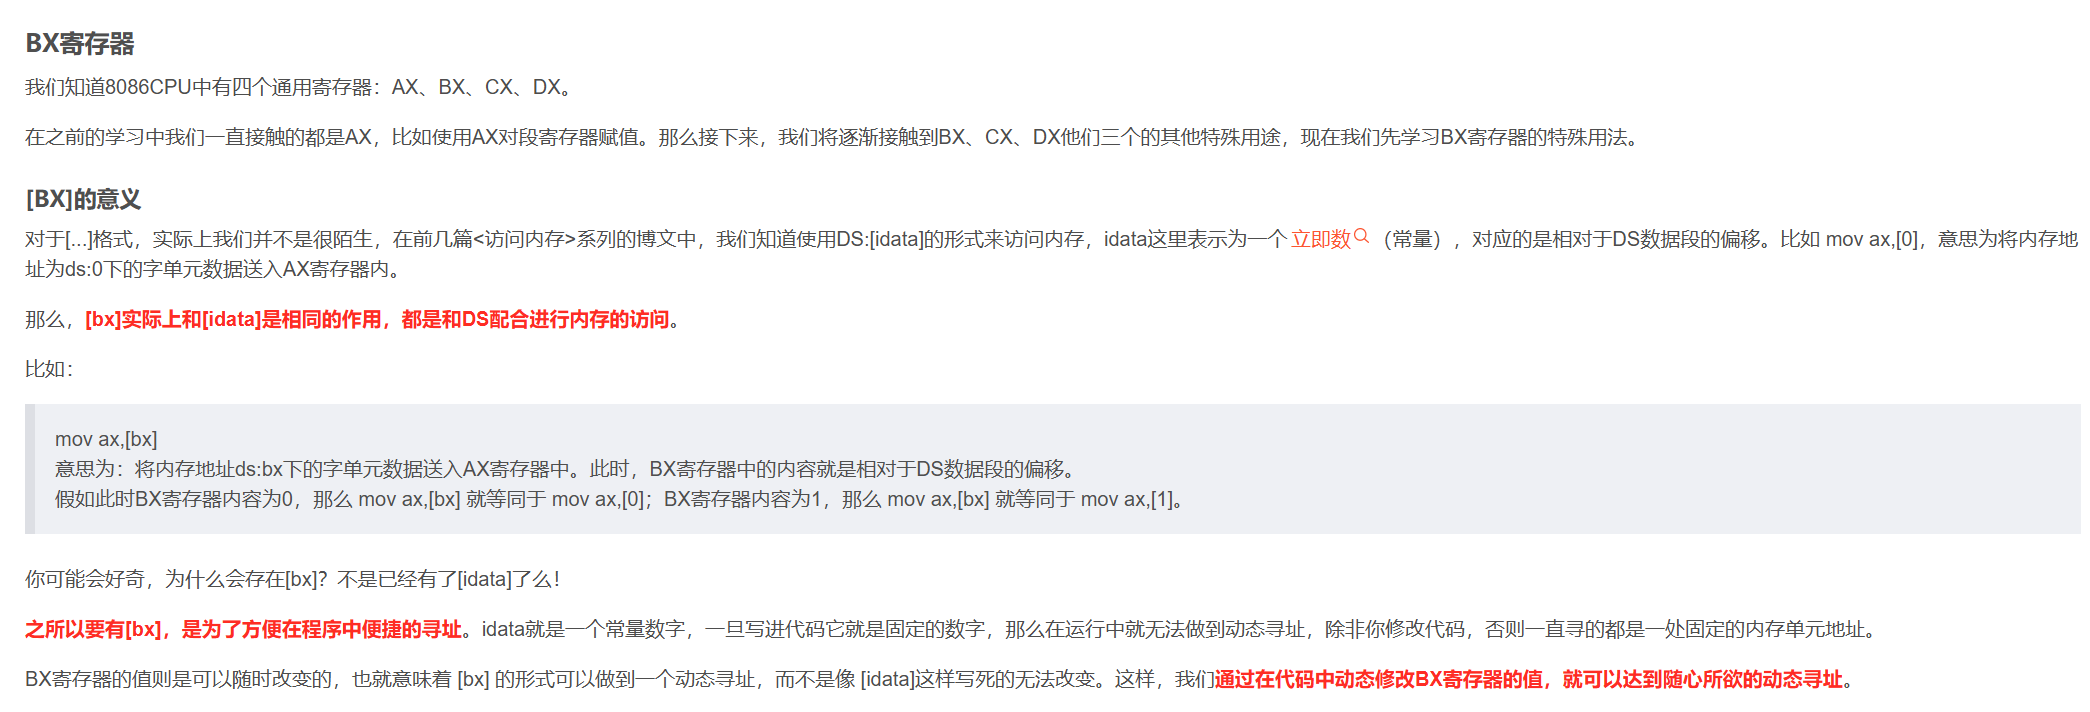 BX寄存器
我们知道8086CPU中有四个通用寄存器：AX、BX、CX、DX。
在之前的学习中我们一直接触的都是AX，比如使用AX对段寄存器赋值。那么接下来，我们将逐渐接触到BX、CX、DX他们三个的其他特殊用途，现在我们先学习BX寄存器的特殊用法。
[BX]的意义
对于[...]格式，实际上我们并不是很陌生，在前几篇<访问内存>系列的博文中，我们知道使用DS:[idata]的形式来访问内存，idata这里表示为一个 立即数（常量），对应的是相对于DS数据段的偏移。比如 mov ax,[0]，意思为将内存地
址为ds:0下的字单元数据送入AX寄存器内。
那么，[bx]实际上和[idata]是相同的作用，都是和DS配合进行内存的访问。
比如：
mov ax,[bx]
意思为：将内存地址ds:bx下的字单元数据送入AX寄存器中。此时，BX寄存器中的内容就是相对于DS数据段的偏移。
假如此时BX寄存器内容为0，那么 mov ax,[bx] 就等同于 mov ax,[0]；BX寄存器内容为1，那么 mov ax,[bx] 就等同于 mov ax,[1]。
你可能会好奇，为什么会存在[bx]？不是已经有了[idata]了么！
之所以要有[bx]，是为了方便在程序中便捷的寻址。idata就是一个常量数字，一旦写进代码它就是固定的数字，那么在运行中就无法做到动态寻址，除非你修改代码，否则一直寻的都是一处固定的内存单元地址。
BX寄存器的值则是可以随时改变的，也就意味着 [bx] 的形式可以做到一个动态寻址，而不是像 [idata]这样写死的无法改变。这样，我们通过在代码中动态修改BX寄存器的值，就可以达到随心所欲的动态寻址。